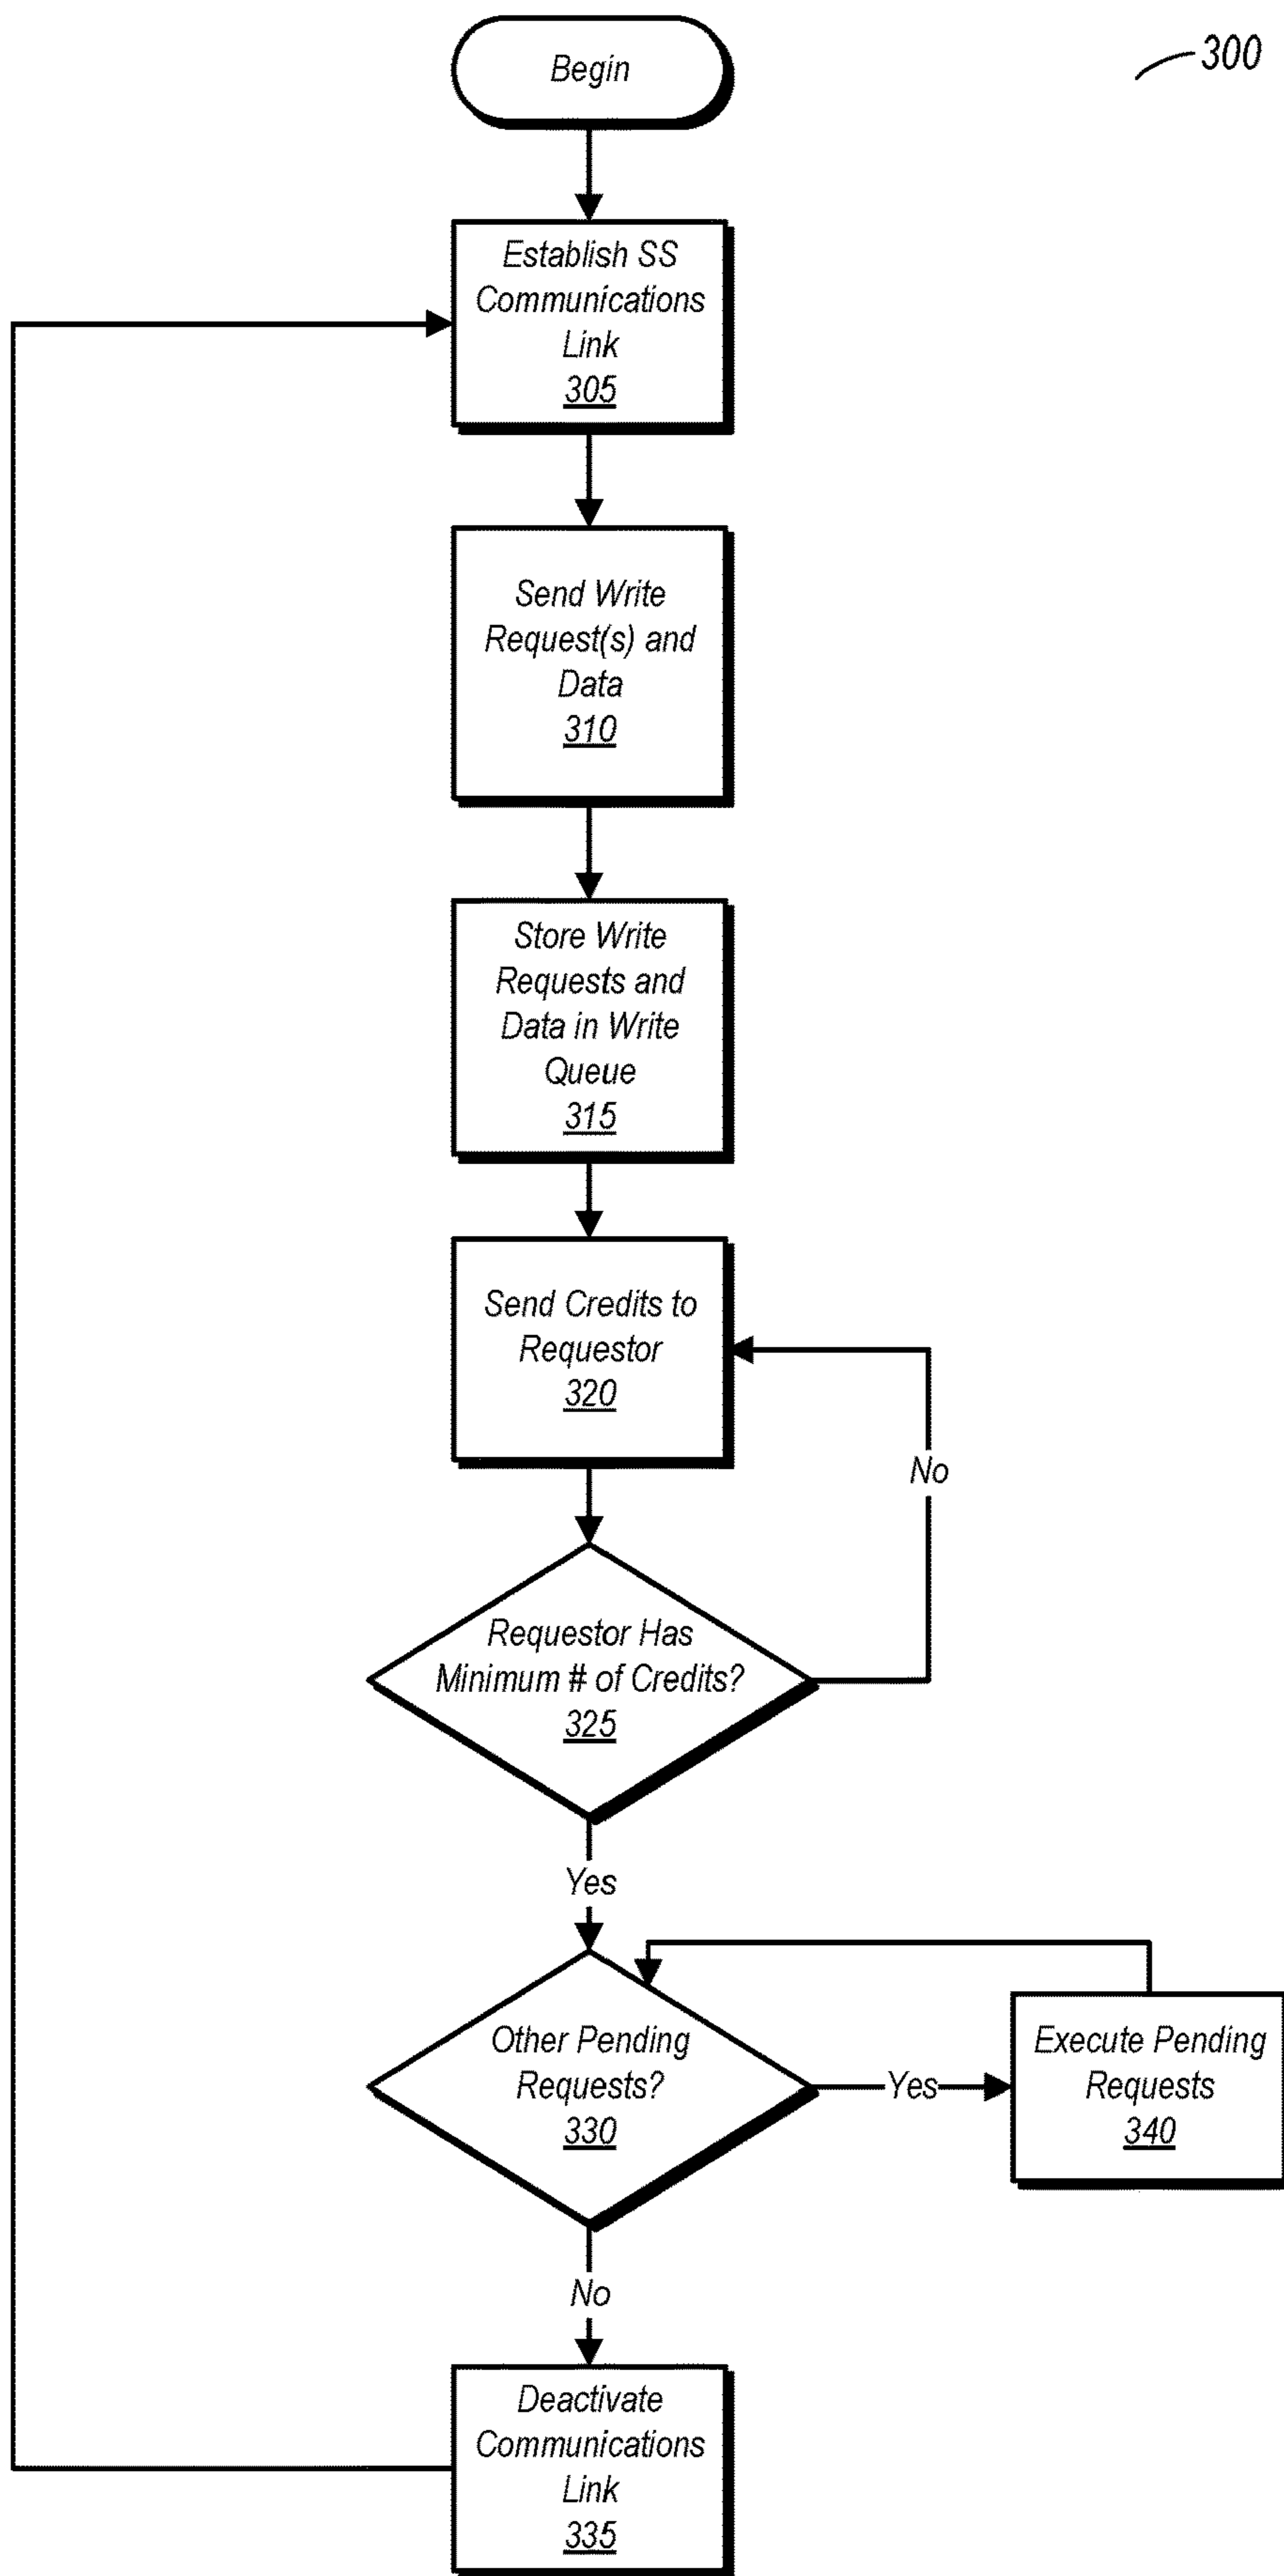 Begin
300
Establish SS
Communications
Link
305
Send Write
Request(s) and
Data
310
Store Write
Requests and
Data in Write
Queue
315
Send Credits to
Requestor
320
No
Requestor Has
Minimum # of Credits?
325
Yes
Other Pending
Requests?
330
Yes
Execute Pending
Requests
340
No
Deactivate
Communications
Link
335